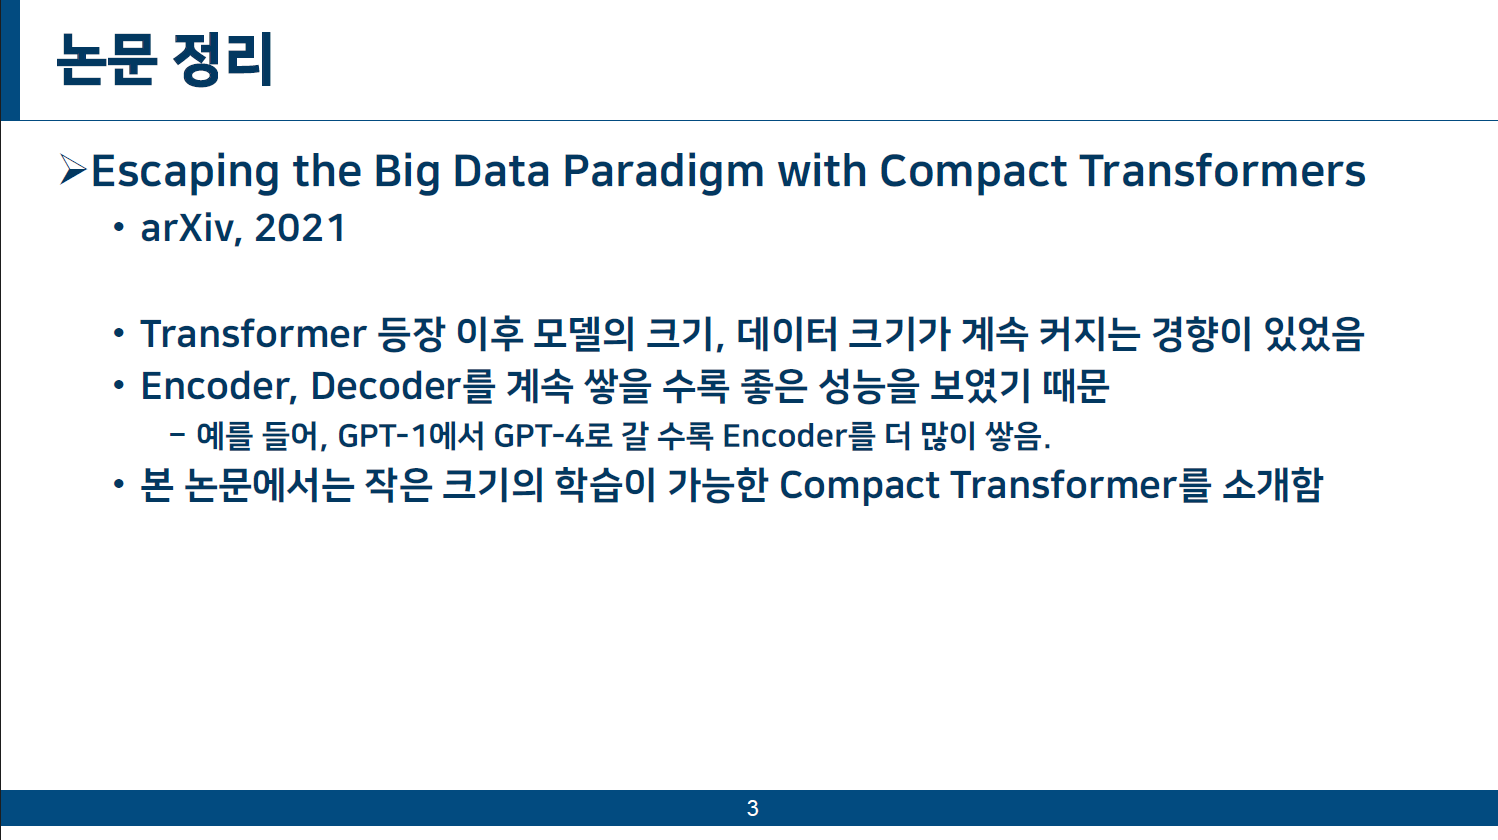 논문 정리
➢Escaping the Big Data Paradigm with Compact Transformers
• arXiv, 2021
• Transformer 등장 이후 모델의 크기, 데이터 크기가 계속 커지는 경향이 있었음
• Encoder, Decoder를 계속 쌓을 수록 좋은 성능을 보였기 때문
− 예를 들어, GPT-1에서 GPT-4로 갈 수록 Encoder를 더 많이 쌓음.
• 본 논문에서는 작은 크기의 학습이 가능한 Compact Transformer를 소개함
3